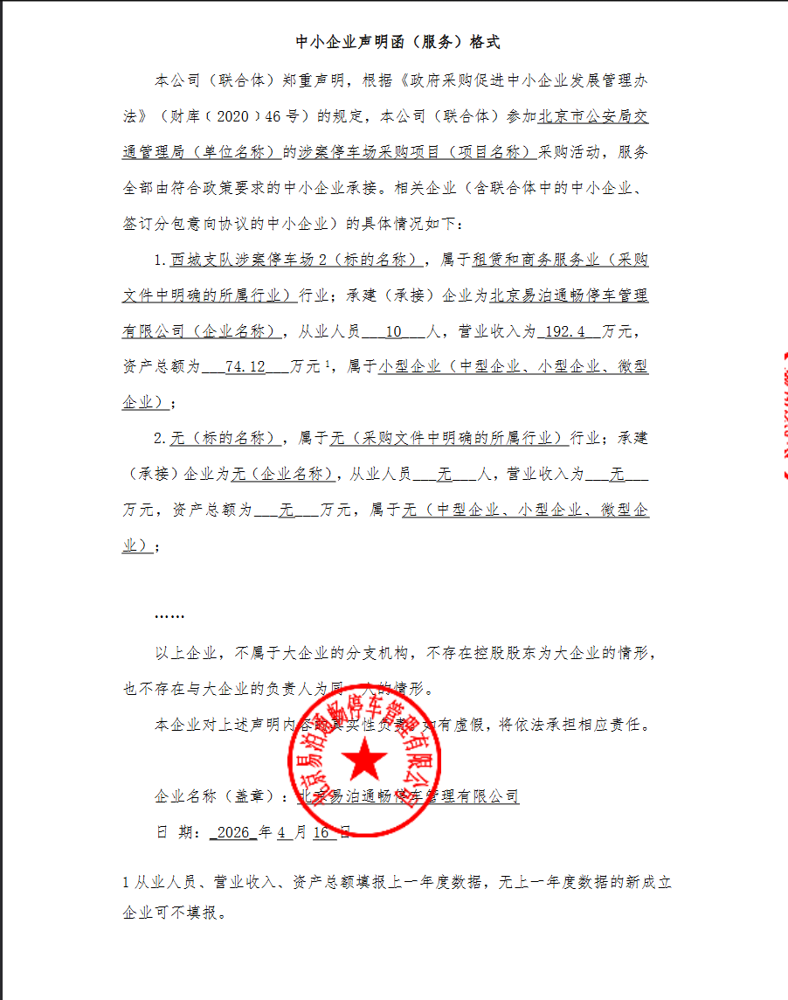 中小企业声明函（服务）格式
本公司（联合体）郑重声明，根据《政府采购促进中小企业发展管理办
法》（财库﹝2020﹞46号）的规定，本公司（联合体）参加北京市公安局交
通管理局（单位名称）的涉案停车场采购项目（项目名称）采购活动，服务
全部由符合政策要求的中小企业承接。相关企业（含联合体中的中小企业、
签订分包意向协议的中小企业）的具体情况如下：
1.西城支队涉案停车场2（标的名称），属于租赁和商务服务业（采购
文件中明确的所属行业）行业；承建（承接）企业为北京易泊通畅停车管理
有限公司（企业名称），从业人员___10___人，营业收入为_192.4__万元，
资产总额为___74.12___万元1，属于小型企业（中型企业、小型企业、微型
企业）；
2.无（标的名称），属于无（采购文件中明确的所属行业）行业；承建
（承接）企业为无（企业名称），从业人员___无___人，营业收入为___无___
万元，资产总额为___无___万元，属于无（中型企业、小型企业、微型企
业）；
……
以上企业，不属于大企业的分支机构，不存在控股股东为大企业的情形，
也不存在与大企业的负责人为同一人的情形。
本企业对上述声明内容的真实性负责。如有虚假，将依法承担相应责任。
北京易泊通畅停车管理有限公司
企业名称（盖章）：北京易泊通畅停车管理有限公司
日 期：_2026_年4月16日
1从业人员、营业收入、资产总额填报上一年度数据，无上一年度数据的新成立
企业可不填报。